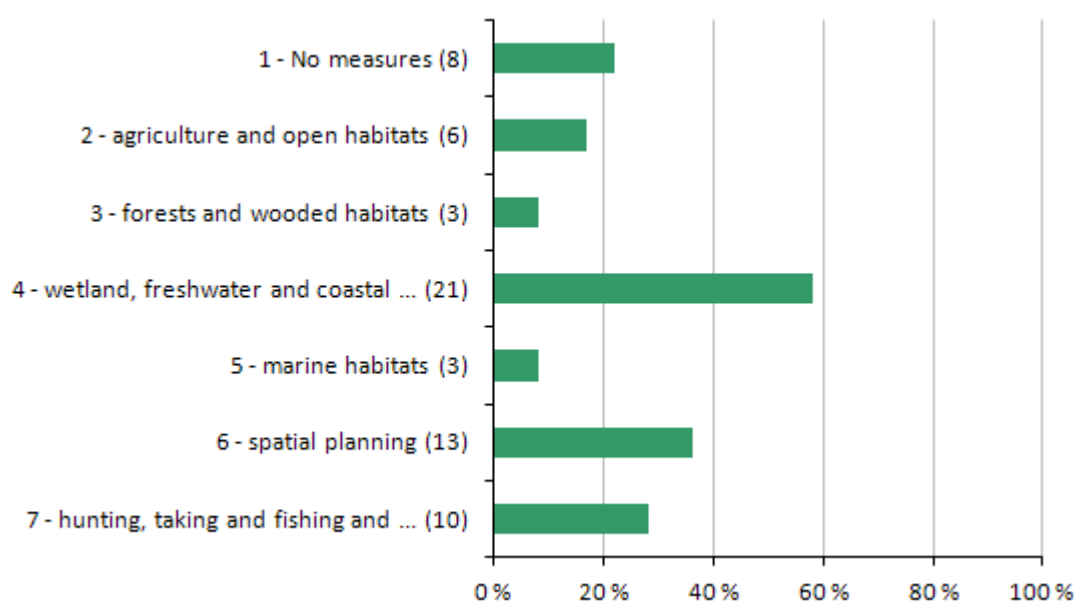 1 - No measures (8)
2 - agriculture and open habitats (6)
3 - forests and wooded habitats (3)
4 - wetland, freshwater and coastal ... (21)
5 - marine habitats (3)
6 - spatial planning (13)
7 - hunting, taking and fishing and ... (10)
0 % 20 % 40 % 60 % 80 % 100 %